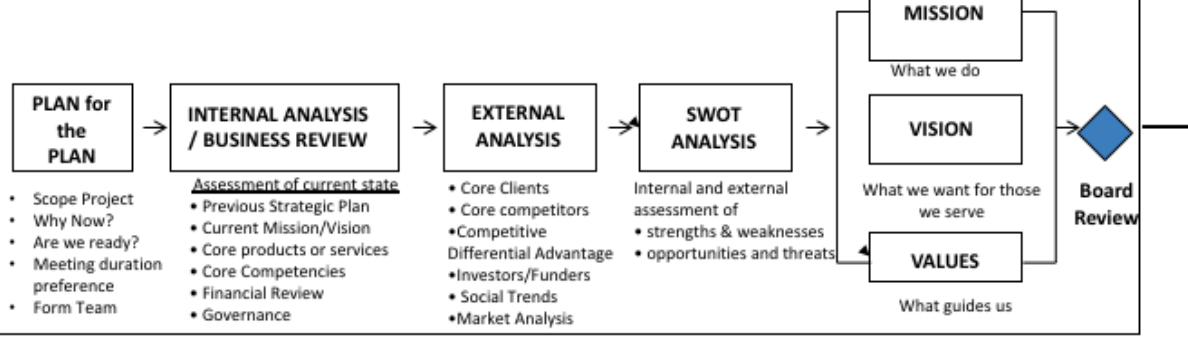 PLAN for
the
PLAN
• Scope Project
• Why Now?
• Are we ready?
• Meeting duration
preference
• Form Team
INTERNAL ANALYSIS
/ BUSINESS REVIEW
Assessment of current state
• Previous Strategic Plan
• Current Mission/Vision
• Core products or services
• Core Competencies
• Financial Review
• Governance
EXTERNAL
ANALYSIS
• Core Clients
• Core competitors
•Competitive
Differential Advantage
•Investors/Funders
• Social Trends
•Market Analysis
SWOT
ANALYSIS
Internal and external
assessment of
• strengths & weaknesses
• opportunities and threats
MISSION
What we do
VISION
What we want for those
we serve
VALUES
What guides us
Board
Review